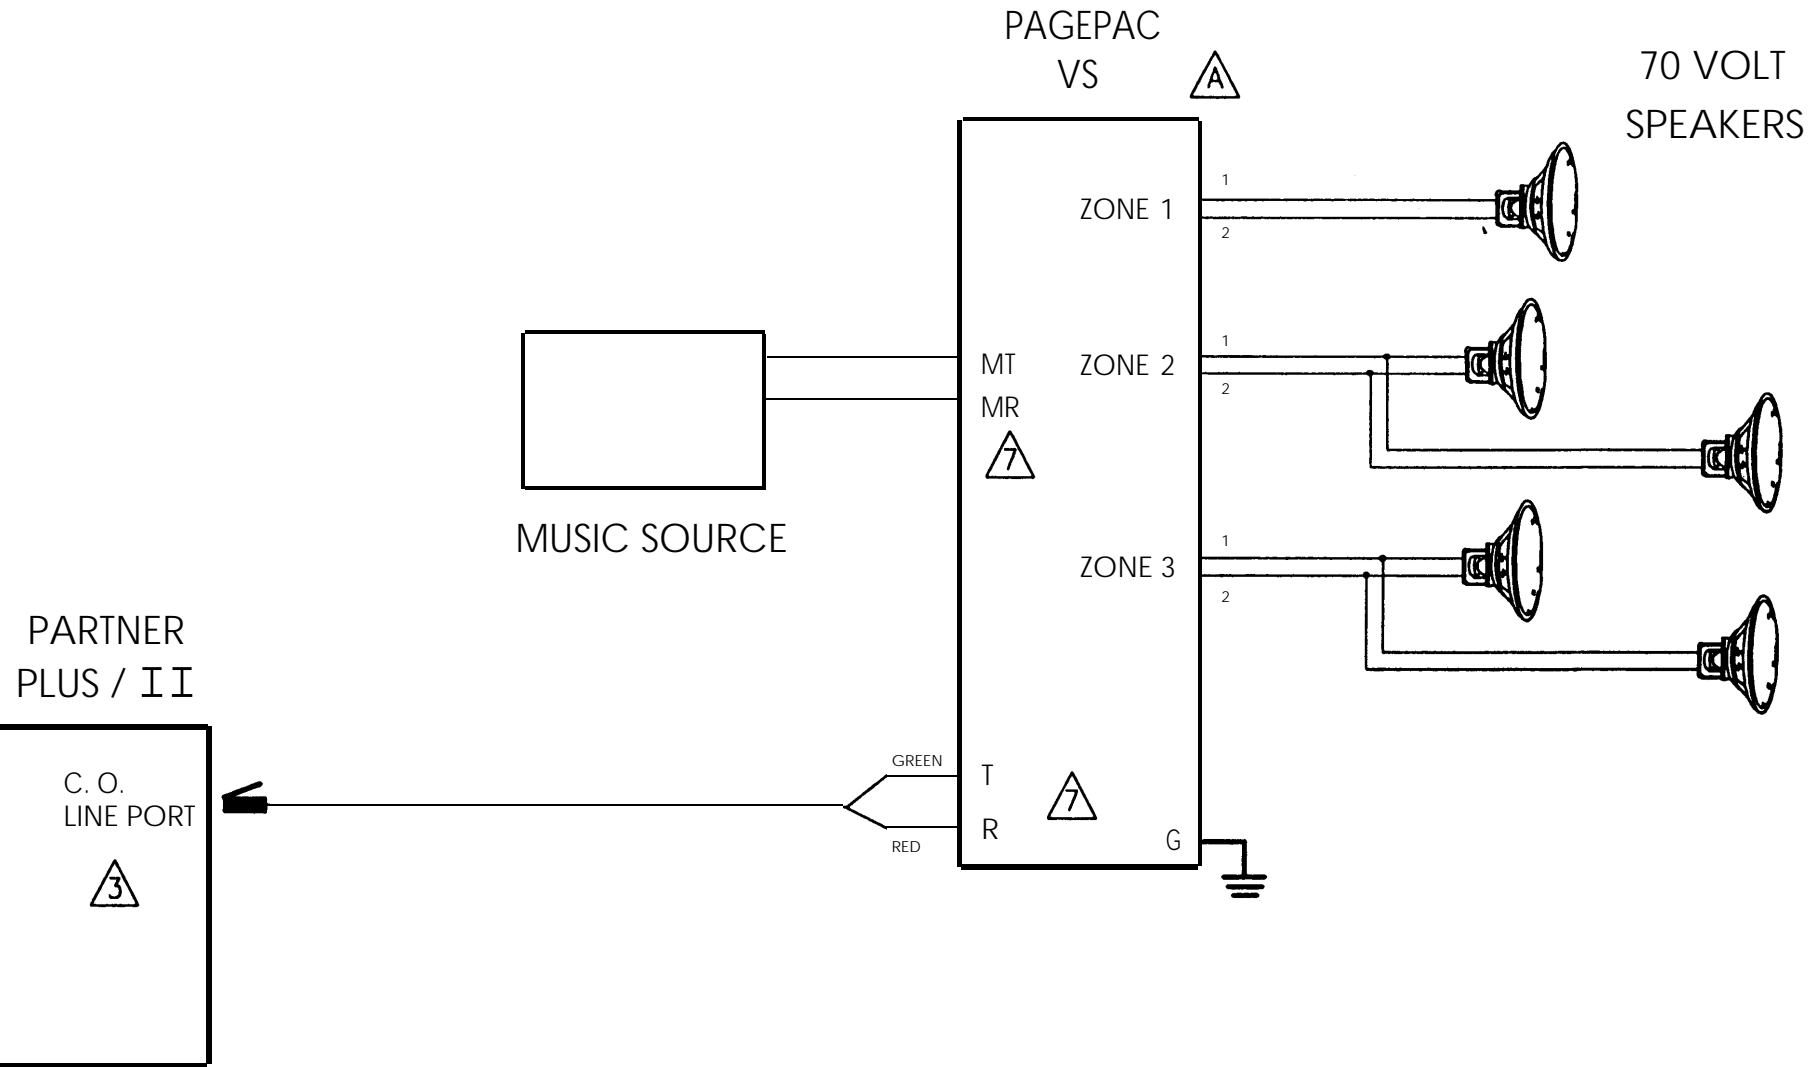 PAGEPAC
VS
A
70 VOLT
SPEAKERS
ZONE 1
1
2
MT
MR
7
ZONE 2
1
2
MUSIC SOURCE
ZONE 3
1
2
PARTNER
PLUS / II
C. O.
LINE PORT
3
GREEN
RED
T
R
7
G